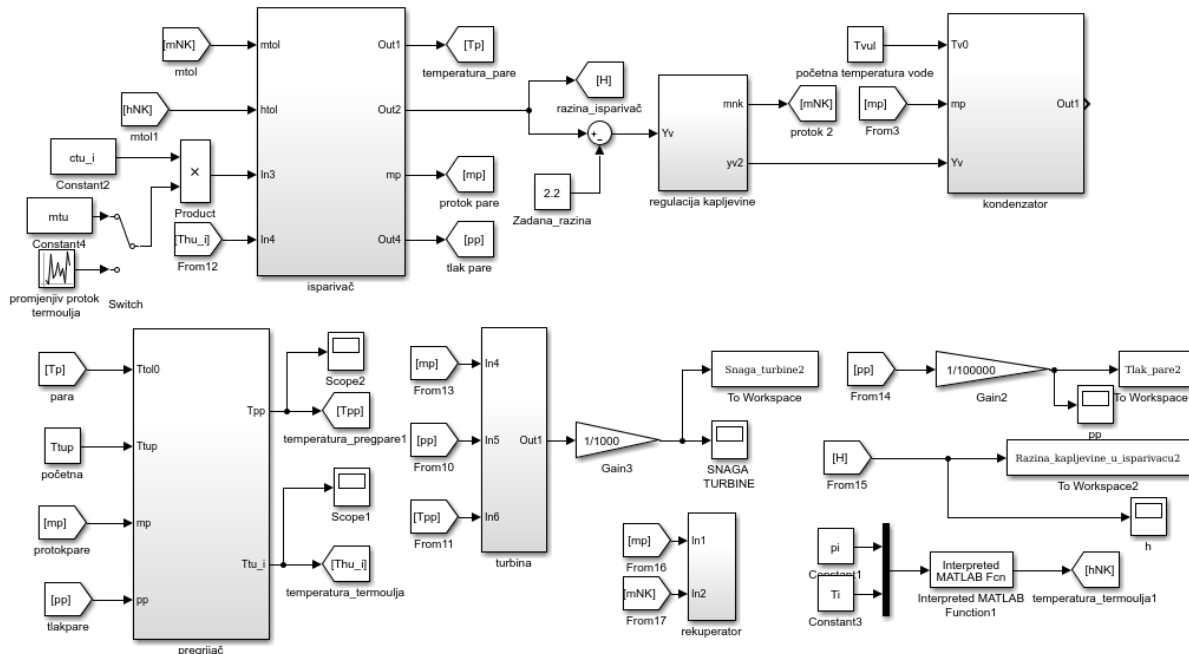 [mNK]
mtol
mtol
[hNK]
mtol1
htol
ctu_i
Constant2
×
Product
In3
mtu
Constant4
promjenjiv protok
termoulja
Switch
[Thu_i]
From12
In4
Out1
Out2
mp
Out4
isparivač
[Tp]
temperatura_pare
[H]
razina_isparivač
[mp]
protok pare
[pp]
tlak pare
2.2
Zadana_razina
Yv
mnk
yv2
regulacija kapljevine
[mNK]
protok 2
Tvul
početna temperatura vode
[mp]
From3
Tv0
mp
Yv
Out1
kondenzator
[Tp]
para
Ttup
početna
[mp]
protokpare
[pp]
tlakpare
Ttol0
Ttup
mp
pp
Tpp
Ttu_i
pregrijač
Scope2
[Tpp]
temperatura_pregpare1
Scope1
[Thu_i]
temperatura_termoulja
[mp]
From13
[pp]
From10
[Tpp]
From11
In4
In5
In6
Out1
turbina
1/1000
Gain3
Snaga_turbine2
To Workspace
SNAGA
TURBINE
[mp]
From16
[mNK]
From17
In1
In2
rekuperator
[pp]
From14
1/100000
Gain2
Tlak_pare2
To Workspace
pp
[H]
From15
Razina_kapljevine_u_isparivacu2
To Workspace2
h
pi
Constant1
Ti
Constant3
Interpreted
MATLAB Fcn
Interpreted MATLAB
Function1
[hNK]
temperatura_termoulja1